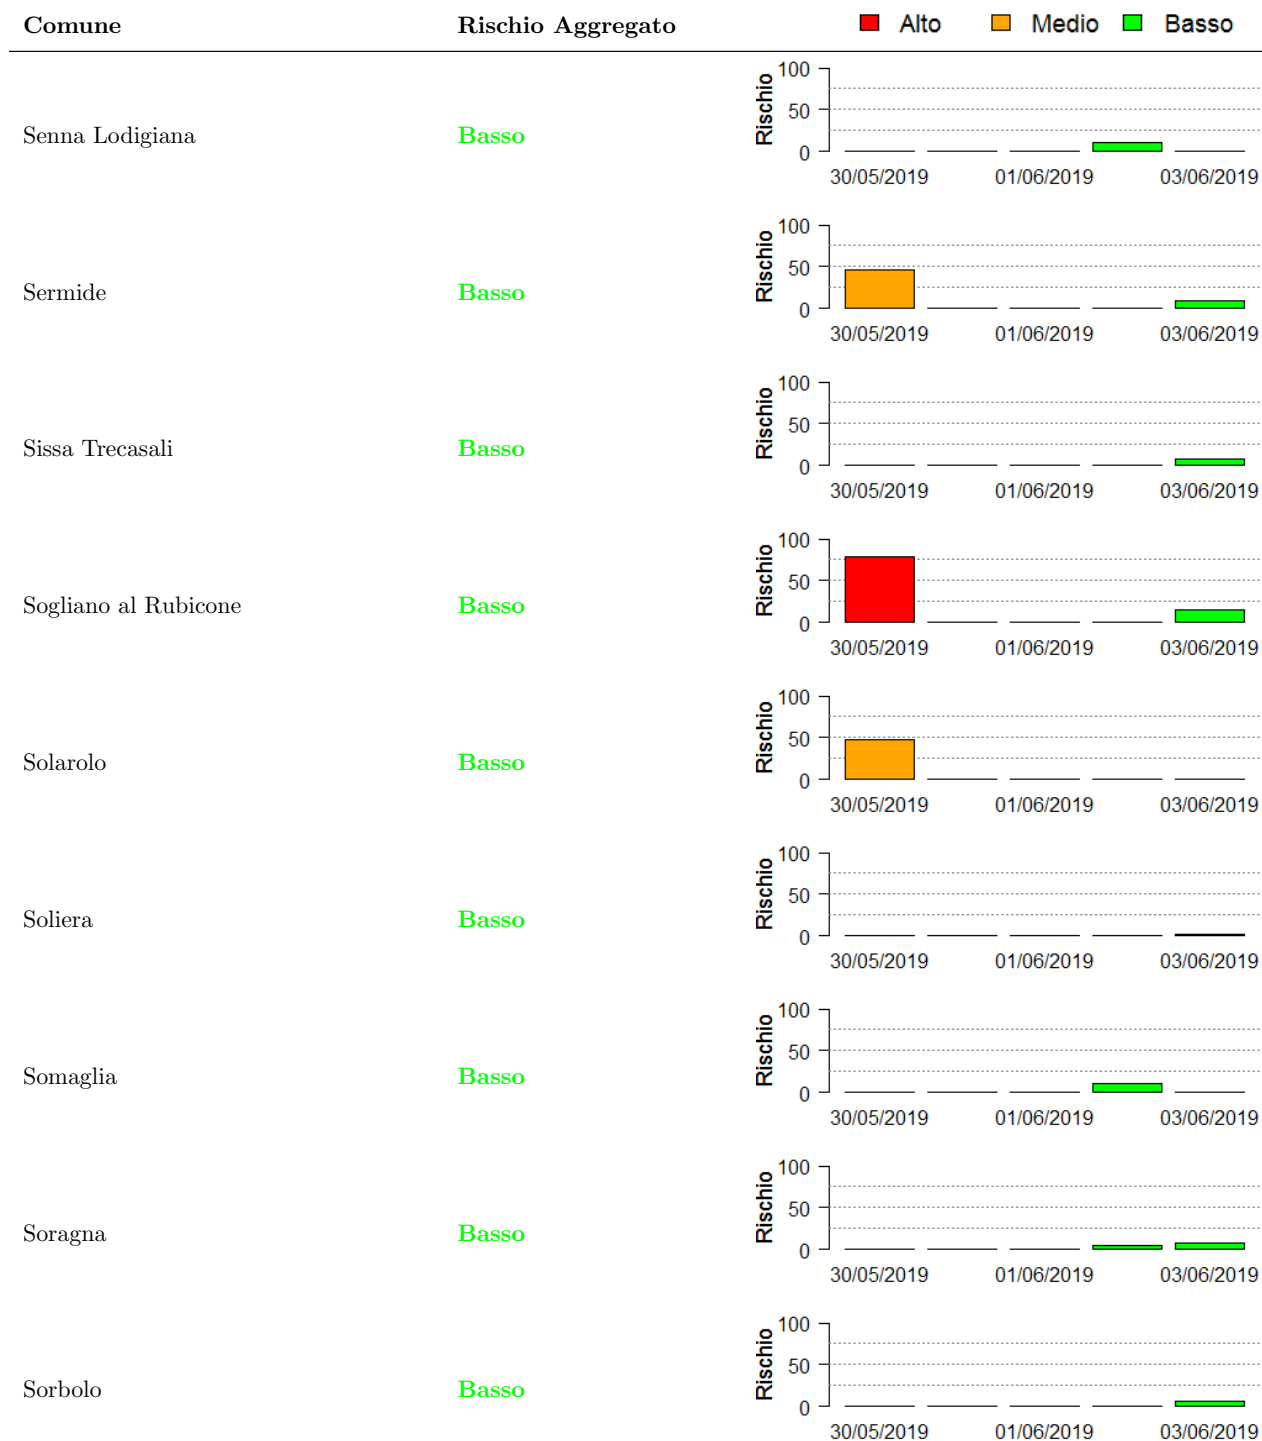 Comune Rischio Aggregato Alto Medio Basso
100
50
0
Rischio
Senna Lodigiana Basso
30/05/2019 01/06/2019 03/06/2019
100
50
0
Rischio
Sermide Basso
30/05/2019 01/06/2019 03/06/2019
100
50
0
Rischio
Sissa Trecasali Basso
30/05/2019 01/06/2019 03/06/2019
100
50
0
Rischio
Sogliano al Rubicone Basso
30/05/2019 01/06/2019 03/06/2019
100
50
0
Rischio
Solarolo Basso
30/05/2019 01/06/2019 03/06/2019
100
50
0
Rischio
Soliera Basso
30/05/2019 01/06/2019 03/06/2019
100
50
0
Rischio
Somaglia Basso
30/05/2019 01/06/2019 03/06/2019
100
50
0
Rischio
Soragna Basso
30/05/2019 01/06/2019 03/06/2019
100
50
0
Rischio
Sorbolo Basso
30/05/2019 01/06/2019 03/06/2019